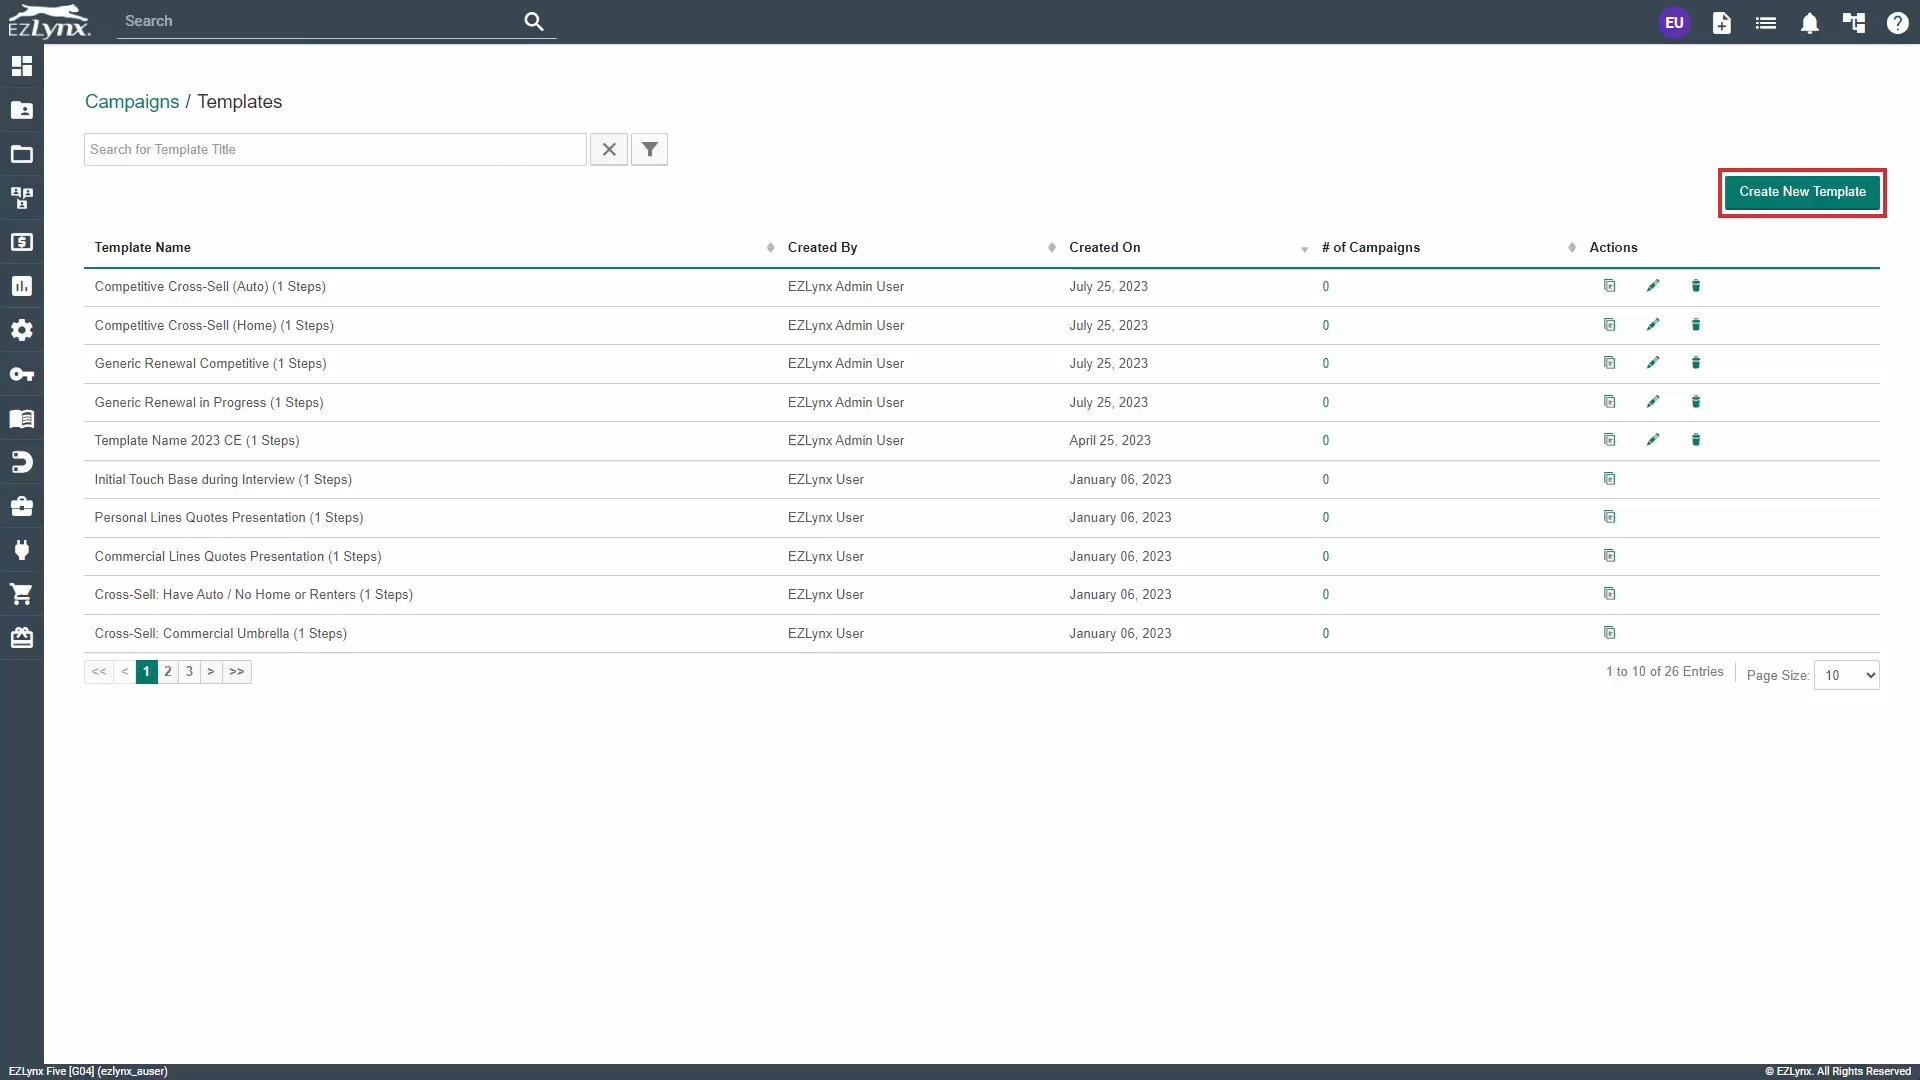 EZLynx
Search
EU
Campaigns / Templates
Search for Template Title
Create New Template
Template Name Created By Created On # of Campaigns Actions
Competitive Cross-Sell (Auto) (1 Steps) EZLynx Admin User July 25, 2023 0
Competitive Cross-Sell (Home) (1 Steps) EZLynx Admin User July 25, 2023 0
Generic Renewal Competitive (1 Steps) EZLynx Admin User July 25, 2023 0
Generic Renewal in Progress (1 Steps) EZLynx Admin User July 25, 2023 0
Template Name 2023 CE (1 Steps) EZLynx Admin User April 25, 2023 0
Initial Touch Base during Interview (1 Steps) EZLynx User January 06, 2023 0
Personal Lines Quotes Presentation (1 Steps) EZLynx User January 06, 2023 0
Commercial Lines Quotes Presentation (1 Steps) EZLynx User January 06, 2023 0
Cross-Sell: Have Auto / No Home or Renters (1 Steps) EZLynx User January 06, 2023 0
Cross-Sell: Commercial Umbrella (1 Steps) EZLynx User January 06, 2023 0
<< < 1 2 3 > >> 1 to 10 of 26 Entries Page Size: 10
EZLynx Five [G04] (ezlynx_auser) © EZLynx. All Rights Reserved